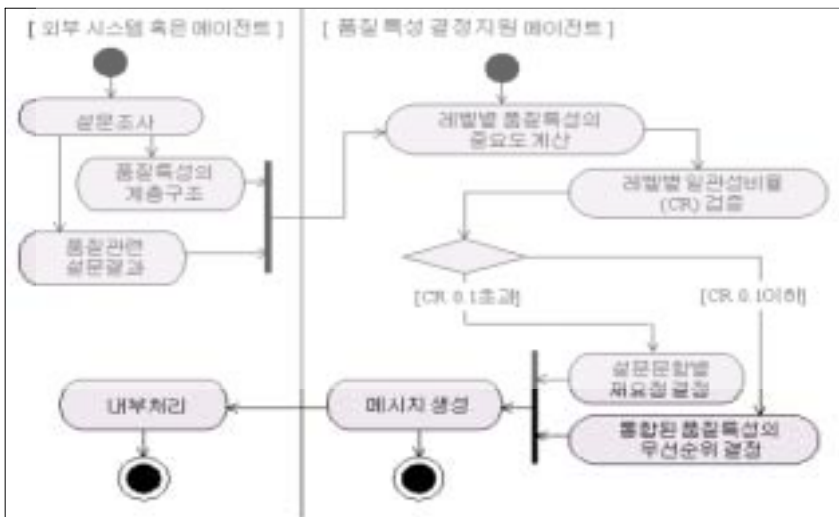 [ 외부 시스템 혹은 에이전트 ]
[ 품질 특성 결정지원 에이전트 ]
설문조사
품질특성의
계층구조
품질관련
설문결과
레벨별 품질특성의
중요도 계산
레벨별 일관성비율
(CR) 검증
[CR 0.1초과]
[CR 0.1이하]
설문문항별
재요청 결정
통합된 품질특성의
우선순위 결정
메시지 생성
내부처리